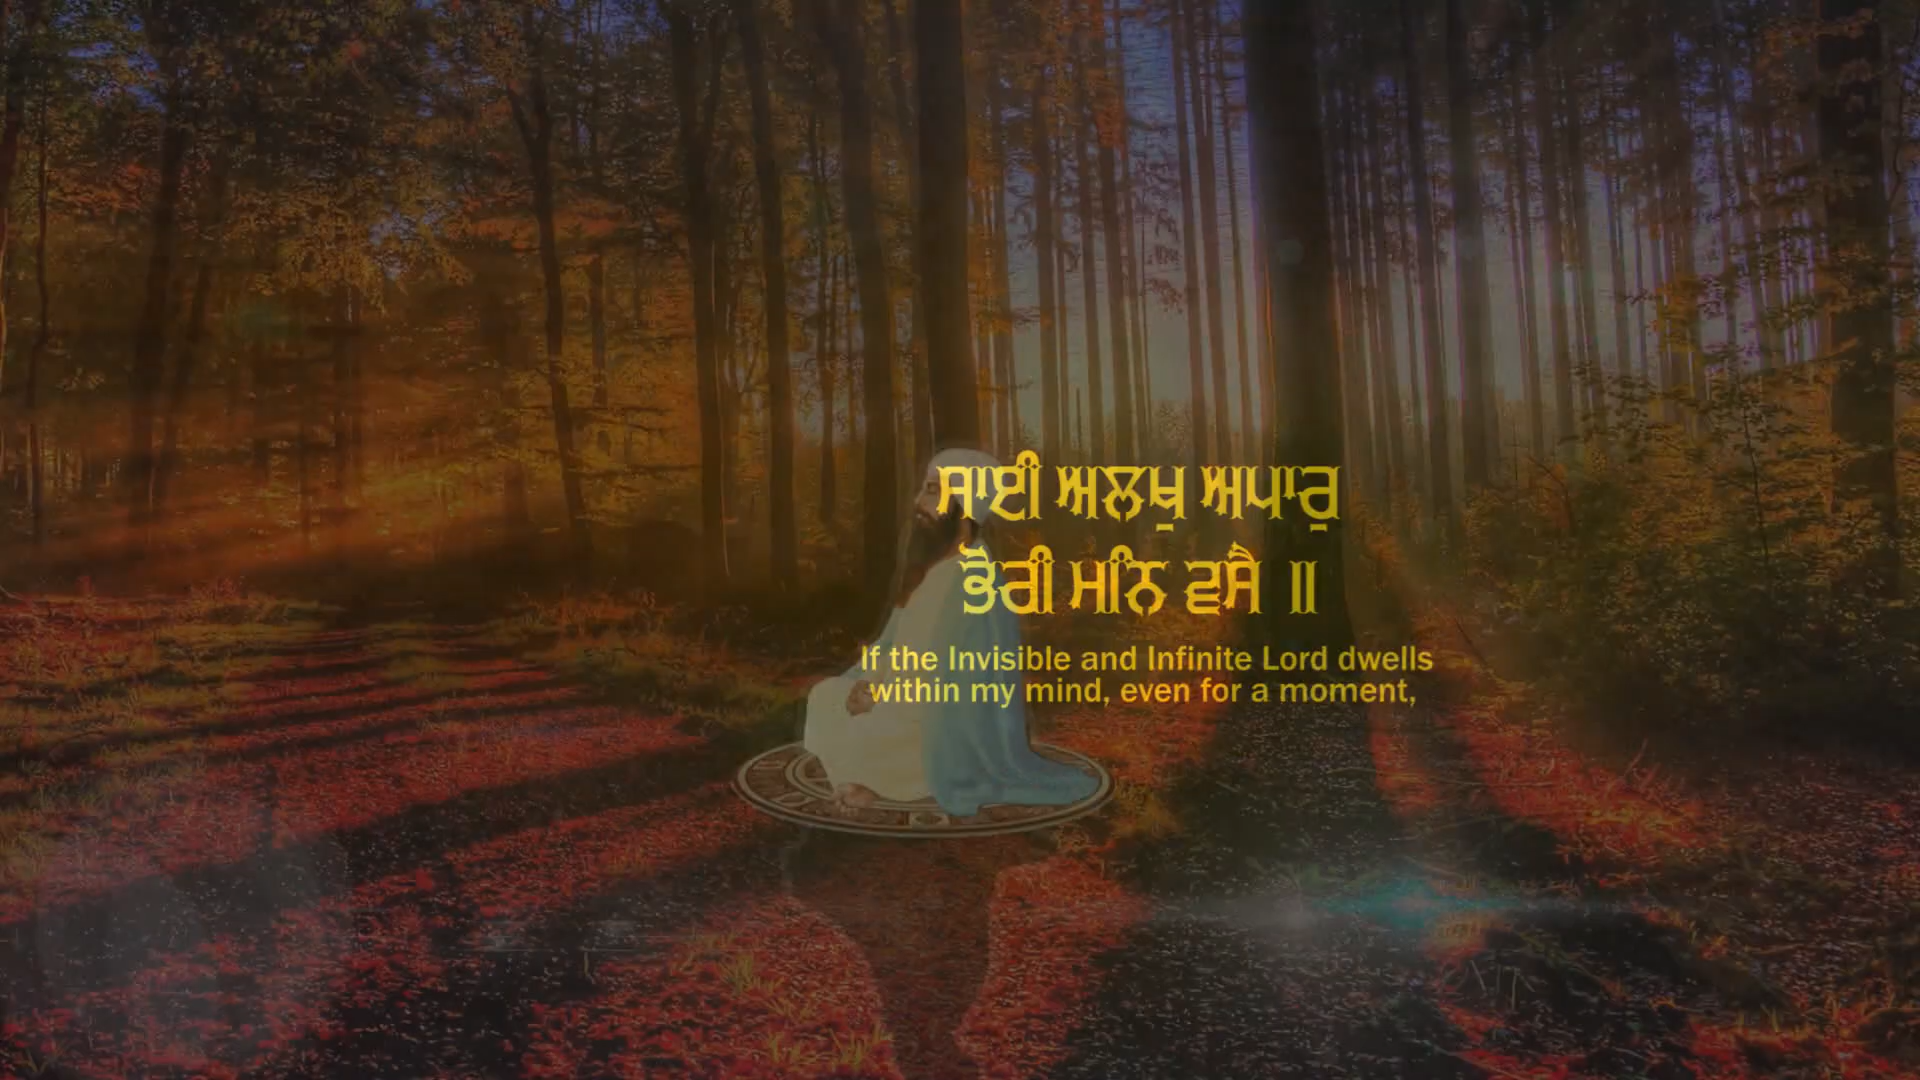 ਸਾਈ ਅਲਖੁ ਅਪਾਰੁ
ਭੋਰੀ ਮਨਿ ਵਸੈ ॥
If the Invisible and Infinite Lord dwells
within my mind, even for a moment,